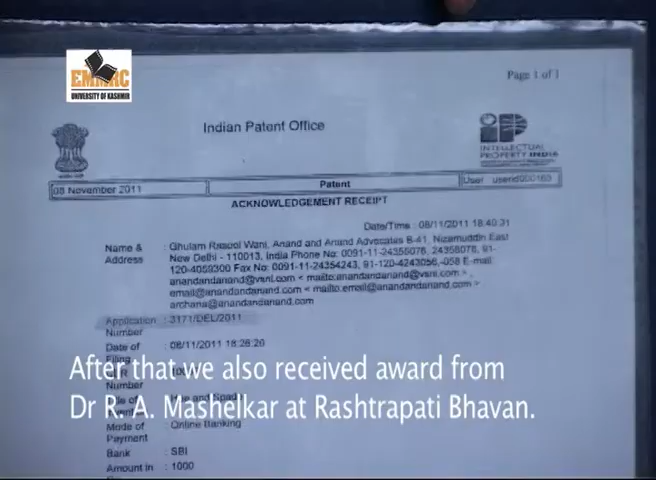 EMMRC
UNIVERSITY OF KASHMIR
Page 1 of 1
Indian Patent Office
INTELLECTUAL
PROPERTY INDIA
08 November 2011
Patent
User
ACKNOWLEDGEMENT RECEIPT
Date/Time : 08/11/2011 18:40:31
Name & : Ghulam Rasool Wani, Anand and Anand Advocates B-41, Nizamuddin East
Address New Delhi - 110013, India Phone No: 0091-11-24355078, 24358078, 91-
120-4059300 Fax No: 0091-11-24354243, 91-120-4243056,-058 E-mail
anandandanand@vsnl.com < mailto:anandandanand@vsnl.com > ,
email@anandandanand.com < mailto:email@anandandanand.com >
archana@anandandanand.com
Application : 3171/DEL/2011
Number
Date of : 08/11/2011 18:28:20
Filing
Number
After that we also received award from
Dr R. A. Mashelkar at Rashtrapati Bhavan.
Mode of : Online Banking
Payment
Bank : SBI
Amount in : 1000